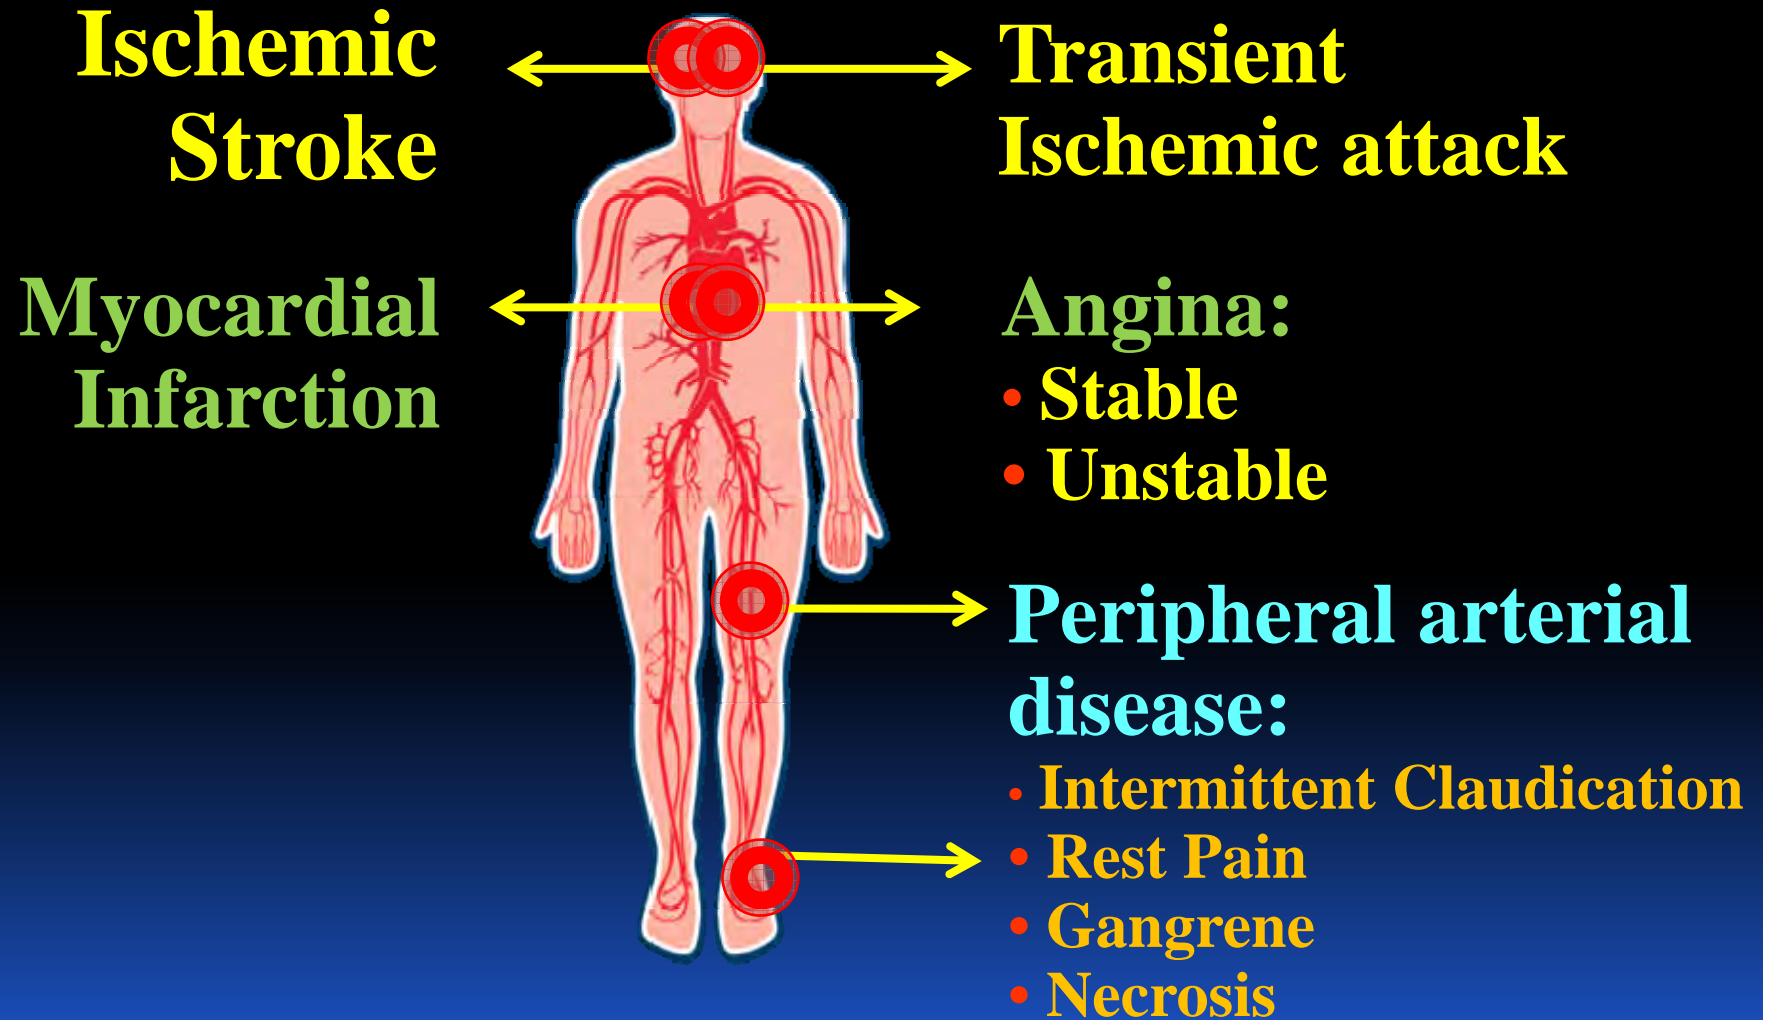 Ischemic
Stroke
Transient
Ischemic attack
Myocardial
Infarction
Angina:
• Stable
• Unstable
Peripheral arterial
disease:
• Intermittent Claudication
• Rest Pain
• Gangrene
• Necrosis